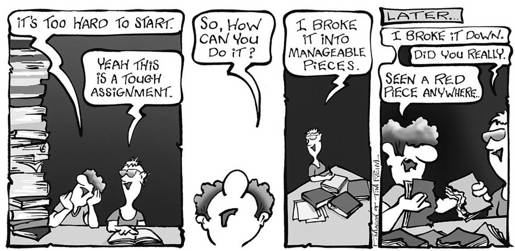 IT'S TOO HARD TO START.
YEAH THIS
IS A TOUGH
ASSIGNMENT.
SO, HOW
CAN YOU
DO IT?
I BROKE
IT INTO
MANAGEABLE
PIECES.
LATER...
I BROKE IT DOWN.
DID YOU REALLY.
SEEN A RED
PIECE ANYWHERE.